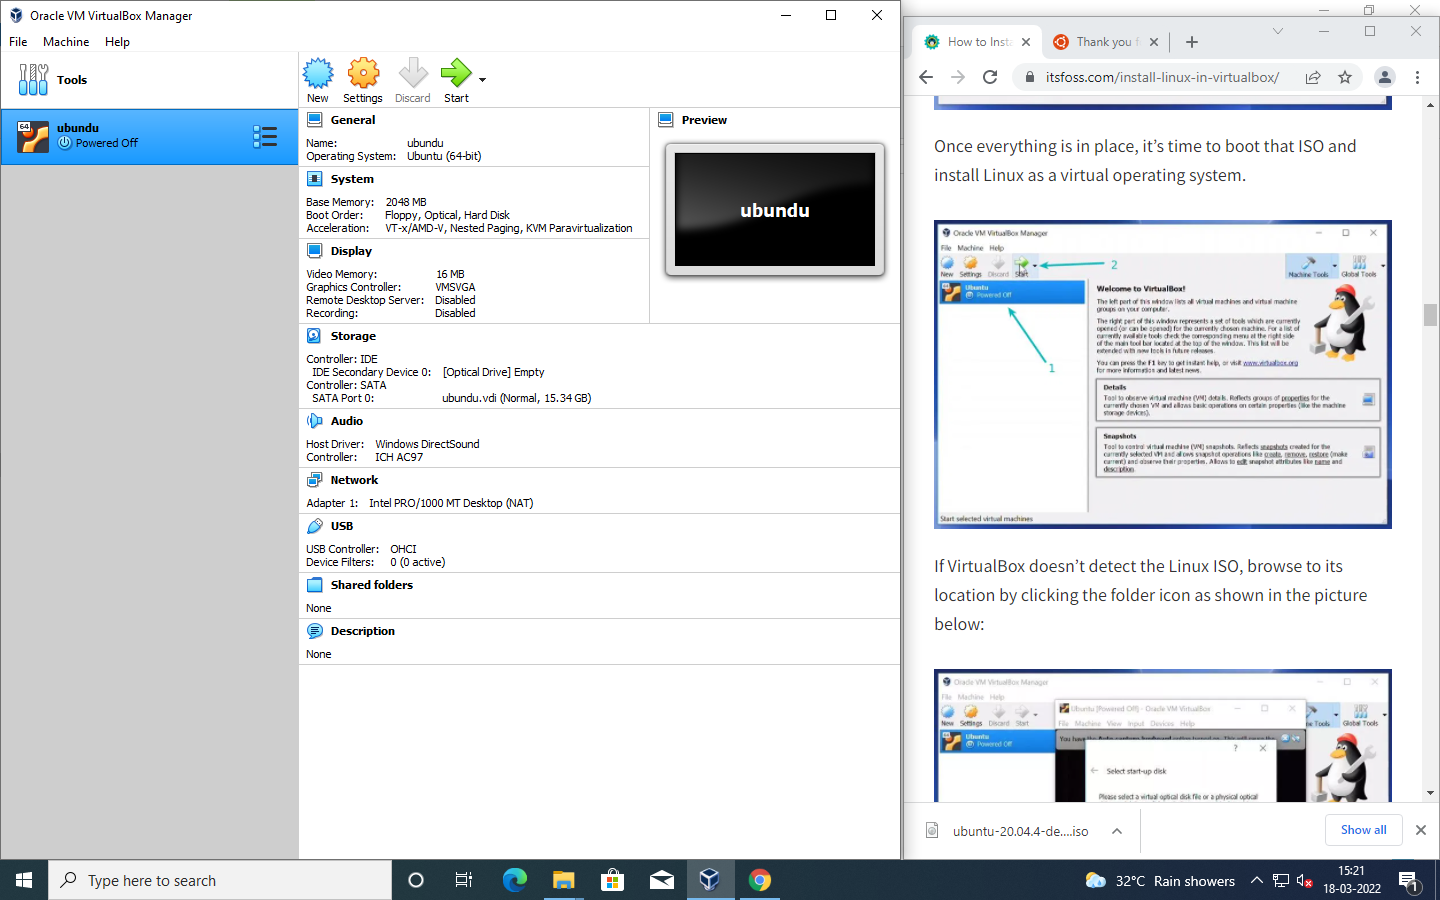 Oracle VM VirtualBox Manager
File Machine Help
Tools
New Settings Discard Start
64
ubundu
Powered Off
General
Name: ubundu
Operating System: Ubuntu (64-bit)
System
Base Memory: 2048 MB
Boot Order: Floppy, Optical, Hard Disk
Acceleration: VT-x/AMD-V, Nested Paging, KVM Paravirtualization
Display
Video Memory: 16 MB
Graphics Controller: VMSVGA
Remote Desktop Server: Disabled
Recording: Disabled
Storage
Controller: IDE
IDE Secondary Device 0: [Optical Drive] Empty
Controller: SATA
SATA Port 0: ubundu.vdi (Normal, 15.34 GB)
Audio
Host Driver: Windows DirectSound
Controller: ICH AC97
Network
Adapter 1: Intel PRO/1000 MT Desktop (NAT)
USB
USB Controller: OHCI
Device Filters: 0 (0 active)
Shared folders
None
Description
None
Preview
ubundu
How to Inst
Thank you f
itsfoss.com/install-linux-in-virtualbox/
Once everything is in place, it’s time to boot that ISO and
install Linux as a virtual operating system.
Oracle VM VirtualBox Manager
File Machine Help
New Settings Discard Start
2
Machine Tools Global Tools
Ubuntu
Powered Off
1
Welcome to VirtualBox!
The left part of this window lists all virtual machines and virtual machine
groups on your computer.
The right part of this window represents a set of tools which are currently
opened (or can be opened) for the currently chosen machine. For a list of
currently available tools check the corresponding menu at the right side
of the main tool bar located at the top of the window. This list will be
extended with new tools in future releases.
You can press the F1 key to get instant help, or visit www.virtualbox.org
for more information and latest news.
Details
Tool to observe virtual machine (VM) details. Reflects groups of properties for the
currently chosen VM and allows basic operations on certain properties (like the machine
storage devices).
Snapshots
Tool to control virtual machine (VM) snapshots. Reflects snapshots created for the
currently selected VM and allows snapshot operations like create, remove, restore (make
current) and observe their properties. Allows to edit snapshot attributes like name and
description.
Start selected virtual machines
If VirtualBox doesn’t detect the Linux ISO, browse to its
location by clicking the folder icon as shown in the picture
below:
Oracle VM VirtualBox Manager
File Machine Help
New Settings Discard Start
Ubuntu
Powered Off
Ubuntu [Powered Off] - Oracle VM VirtualBox
File Machine View Input Devices Help
ne Tools Global Tools
You have the Auto capture keyboard option turned on. This will cause the
Select start-up disk
Please select a virtual optical disk file or a physical optical
ubuntu-20.04.4-de....iso
Show all
Type here to search
32°C Rain showers
15:21
18-03-2022
1